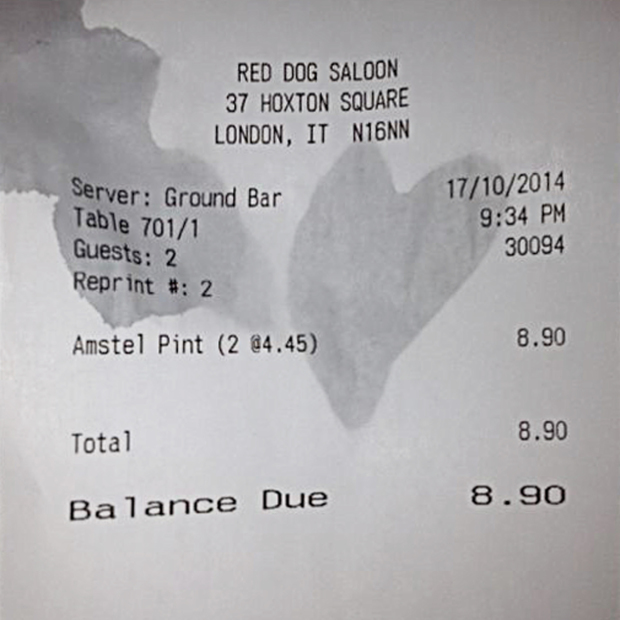 RED DOG SALOON
37 HOXTON SQUARE
LONDON, IT N16NN
Server: Ground Bar 17/10/2014
Table 701/1 9:34 PM
Guests: 2 30094
Reprint #: 2
Amstel Pint (2 @4.45) 8.90
Total 8.90
Balance Due 8.90